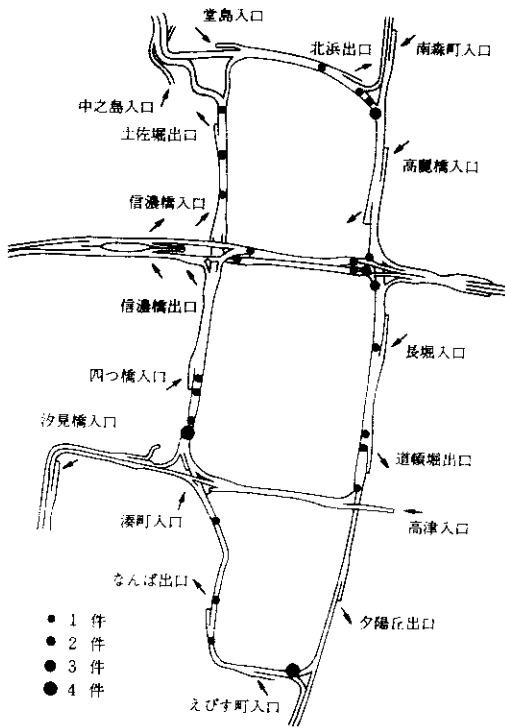 堂島入口
北浜出口
南森町入口
中之島入口
土佐堀出口
高麗橋入口
信濃橋入口
信濃橋出口
長堀入口
四つ橋入口
汐見橋入口
道頓堀出口
湊町入口
高津入口
なんば出口
夕陽丘出口
えびす町入口
1 件
2 件
3 件
4 件